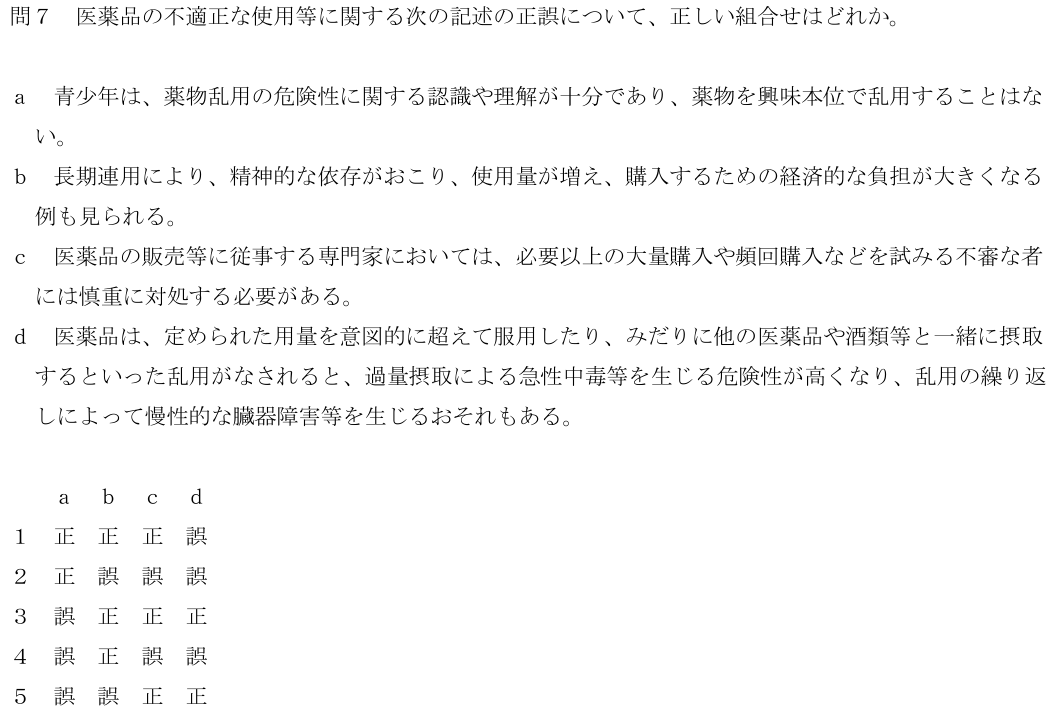 問７　医薬品の不適正な使用等に関する次の記述の正誤について、正しい組合せはどれか。
ａ　青少年は、薬物乱用の危険性に関する認識や理解が十分であり、薬物を興味本位で乱用することはな
い。
ｂ　長期連用により、精神的な依存がおこり、使用量が増え、購入するための経済的な負担が大きくなる
例も見られる。
ｃ　医薬品の販売等に従事する専門家においては、必要以上の大量購入や頻回購入などを試みる不審な者
には慎重に対処する必要がある。
ｄ　医薬品は、定められた用量を意図的に超えて服用したり、みだりに他の医薬品や酒類等と一緒に摂取
するといった乱用がなされると、過量摂取による急性中毒等を生じる危険性が高くなり、乱用の繰り返
しによって慢性的な臓器障害等を生じるおそれもある。
ａ　ｂ　ｃ　ｄ
１　正　正　正　誤
２　正　誤　誤　誤
３　誤　正　正　正
４　誤　正　誤　誤
５　誤　誤　正　正